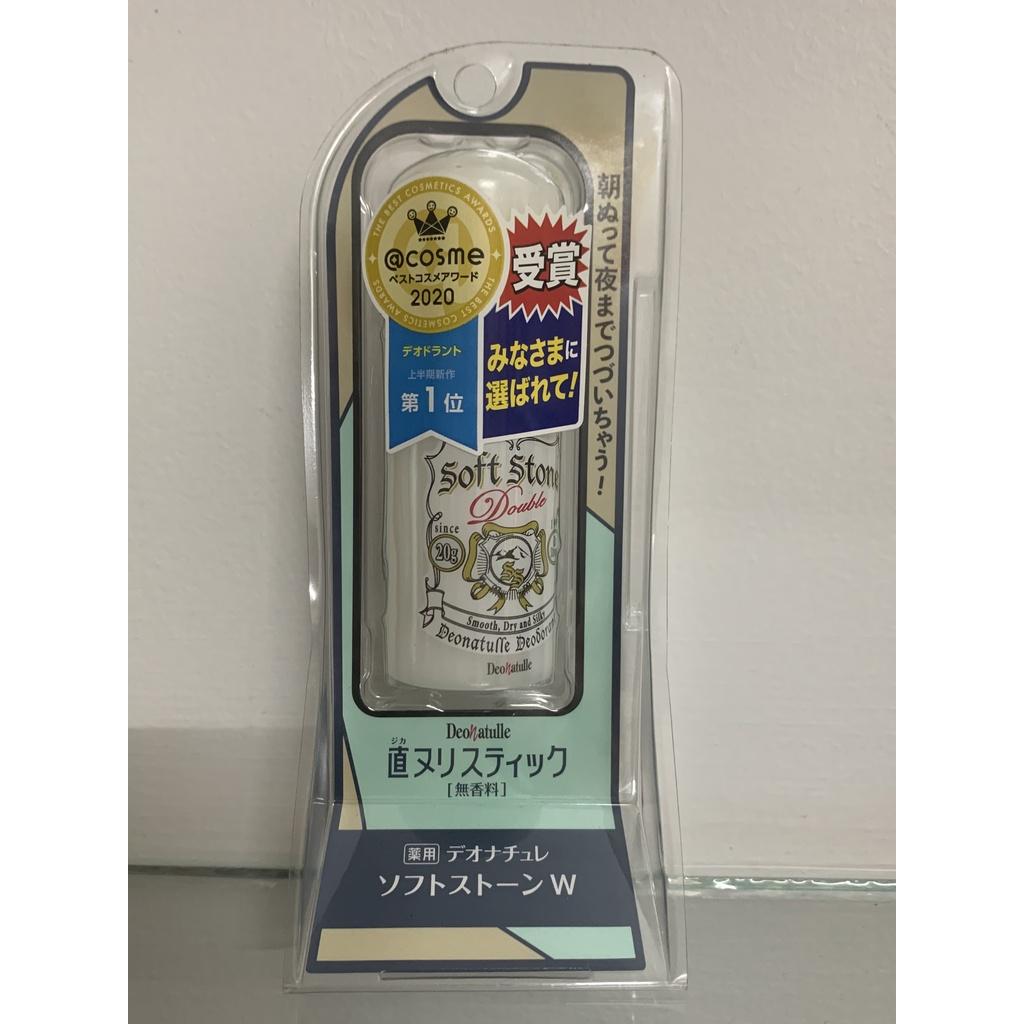 朝ぬって夜までつづいちゃう!
THE BEST COSMETICS AWARDS
@cosme
ベストコスメアワード
2020
THE BEST COSMETICS AWARDS
受賞
デオドラント
上半期新作
第1位
みなさまに
選ばれて!
Soft Stone
Double
since
20g
SS
Smooth, Dry and Silky
Deonatulle Deodorant
Deonatulle
Deonatulle
ジカ
直ヌリスティック
[無香料]
薬用 デオナチュレ
ソフトストーンW